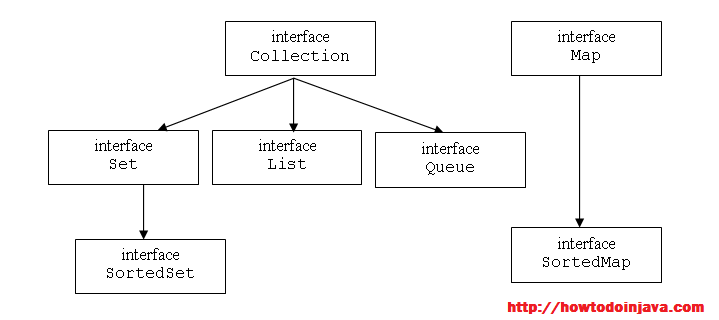 interface
Collection
interface
Map
interface
Set
interface
List
interface
Queue
interface
SortedSet
interface
SortedMap
http://howtodoinjava.com